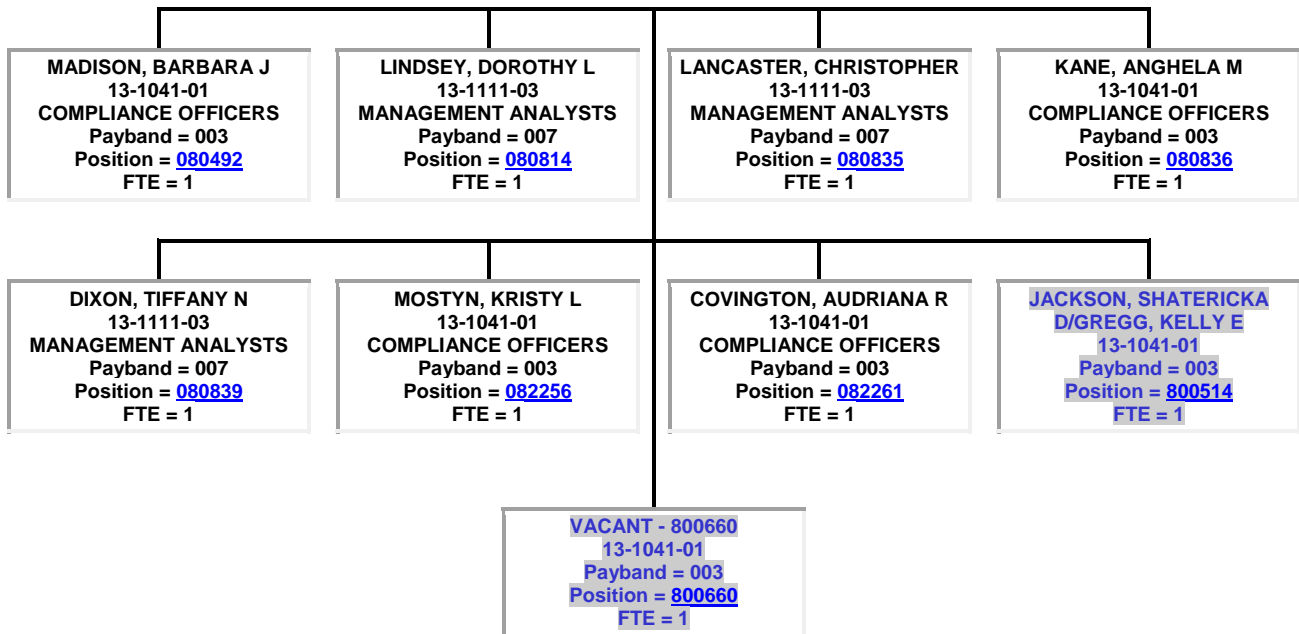 MADISON, BARBARA J
13-1041-01
COMPLIANCE OFFICERS
Payband = 003
Position = 080492
FTE = 1
LINDSEY, DOROTHY L
13-1111-03
MANAGEMENT ANALYSTS
Payband = 007
Position = 080814
FTE = 1
LANCASTER, CHRISTOPHER
13-1111-03
MANAGEMENT ANALYSTS
Payband = 007
Position = 080835
FTE = 1
KANE, ANGHELA M
13-1041-01
COMPLIANCE OFFICERS
Payband = 003
Position = 080836
FTE = 1
DIXON, TIFFANY N
13-1111-03
MANAGEMENT ANALYSTS
Payband = 007
Position = 080839
FTE = 1
MOSTYN, KRISTY L
13-1041-01
COMPLIANCE OFFICERS
Payband = 003
Position = 082256
FTE = 1
COVINGTON, AUDRIANA R
13-1041-01
COMPLIANCE OFFICERS
Payband = 003
Position = 082261
FTE = 1
JACKSON, SHATERICKA
D/GREGG, KELLY E
13-1041-01
Payband = 003
Position = 800514
FTE = 1
VACANT - 800660
13-1041-01
Payband = 003
Position = 800660
FTE = 1